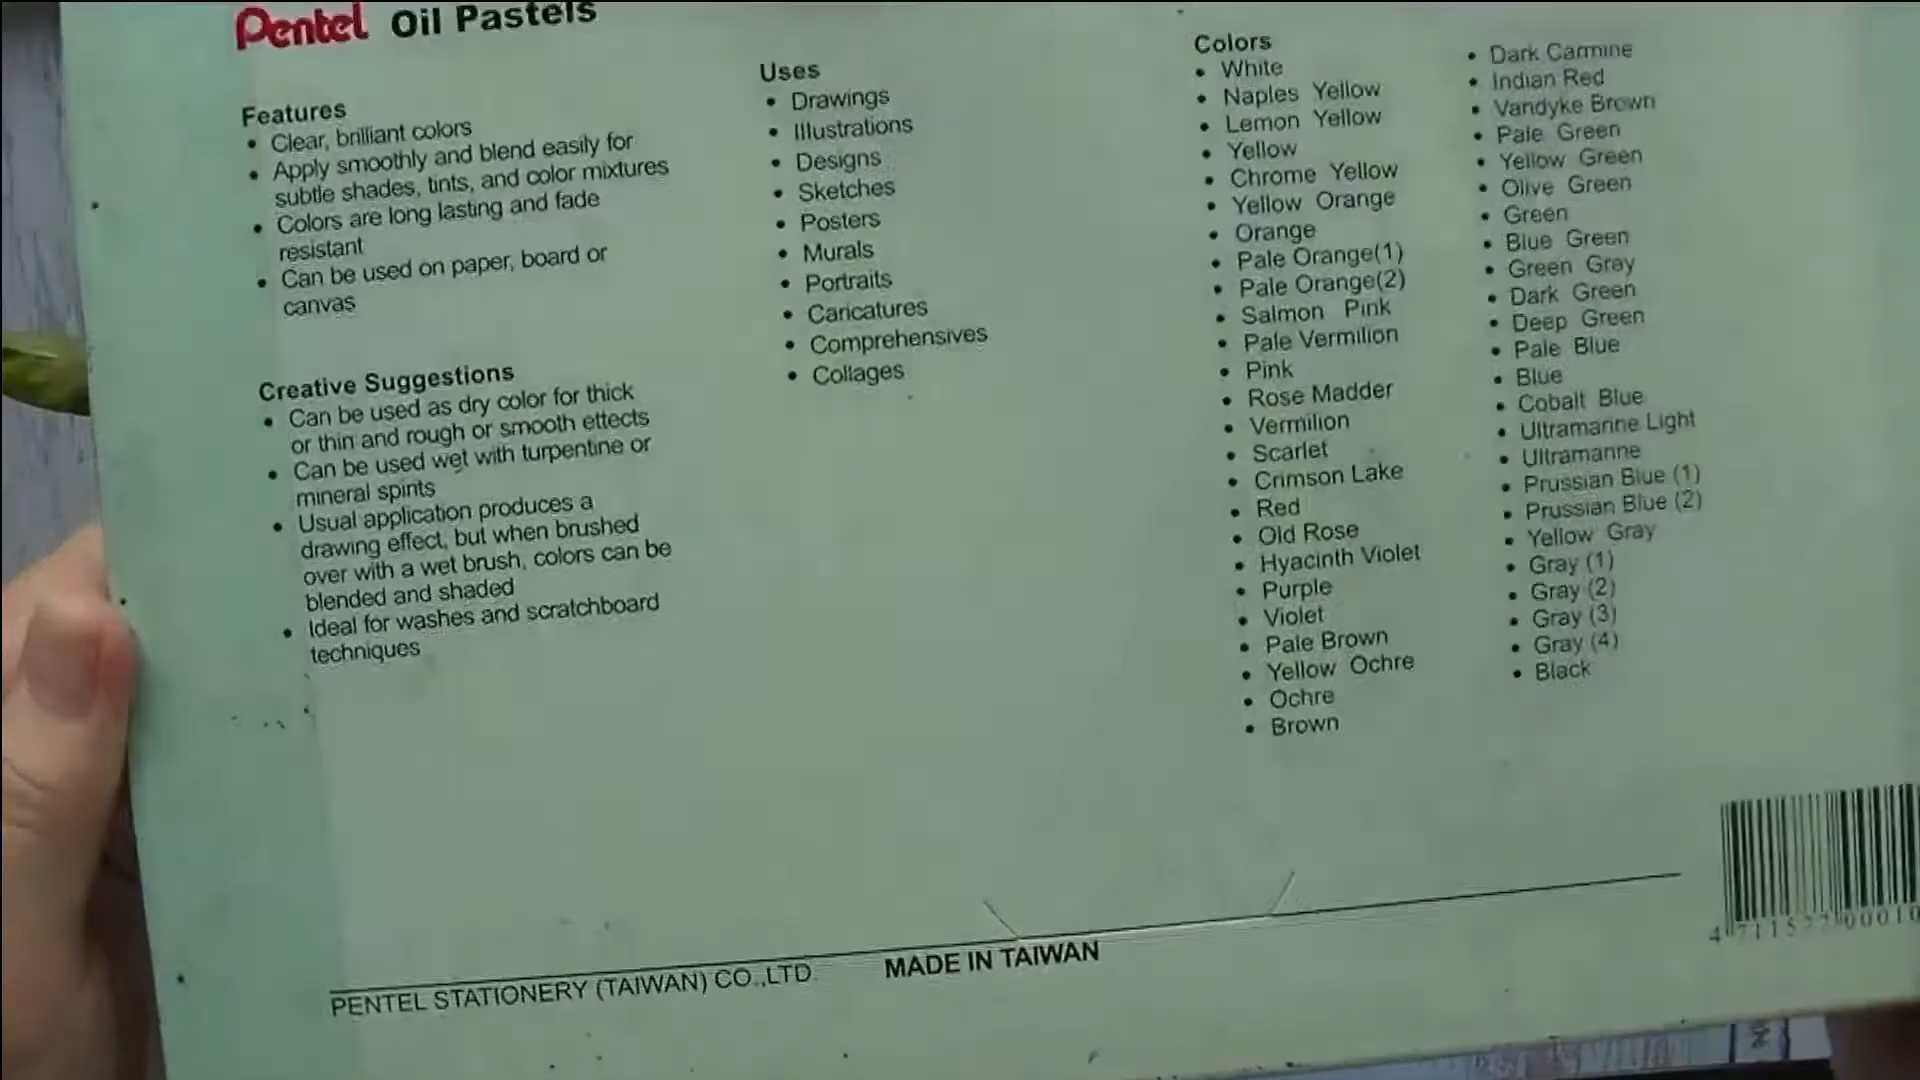 Pentel Oil Pastels
Features
• Clear, brilliant colors
• Apply smoothly and blend easily for
subtle shades, tints, and color mixtures
• Colors are long lasting and fade
resistant
• Can be used on paper, board or
canvas
Creative Suggestions
• Can be used as dry color for thick
or thin and rough or smooth effects
• Can be used wet with turpentine or
mineral spirits
• Usual application produces a
drawing effect, but when brushed
over with a wet brush, colors can be
blended and shaded
• Ideal for washes and scratchboard
techniques
Uses
• Drawings
• Illustrations
• Designs
• Sketches
• Posters
• Murals
• Portraits
• Caricatures
• Comprehensives
• Collages
Colors
• White
• Naples Yellow
• Lemon Yellow
• Yellow
• Chrome Yellow
• Yellow Orange
• Orange
• Pale Orange(1)
• Pale Orange(2)
• Salmon Pink
• Pale Vermilion
• Pink
• Rose Madder
• Vermilion
• Scarlet
• Crimson Lake
• Red
• Old Rose
• Hyacinth Violet
• Purple
• Violet
• Pale Brown
• Yellow Ochre
• Ochre
• Brown
• Dark Carmine
• Indian Red
• Vandyke Brown
• Pale Green
• Yellow Green
• Olive Green
• Green
• Blue Green
• Green Gray
• Dark Green
• Deep Green
• Pale Blue
• Blue
• Cobalt Blue
• Ultramarine Light
• Ultramarine
• Prussian Blue (1)
• Prussian Blue (2)
• Yellow Gray
• Gray (1)
• Gray (2)
• Gray (3)
• Gray (4)
• Black
PENTEL STATIONERY (TAIWAN) CO.,LTD. MADE IN TAIWAN